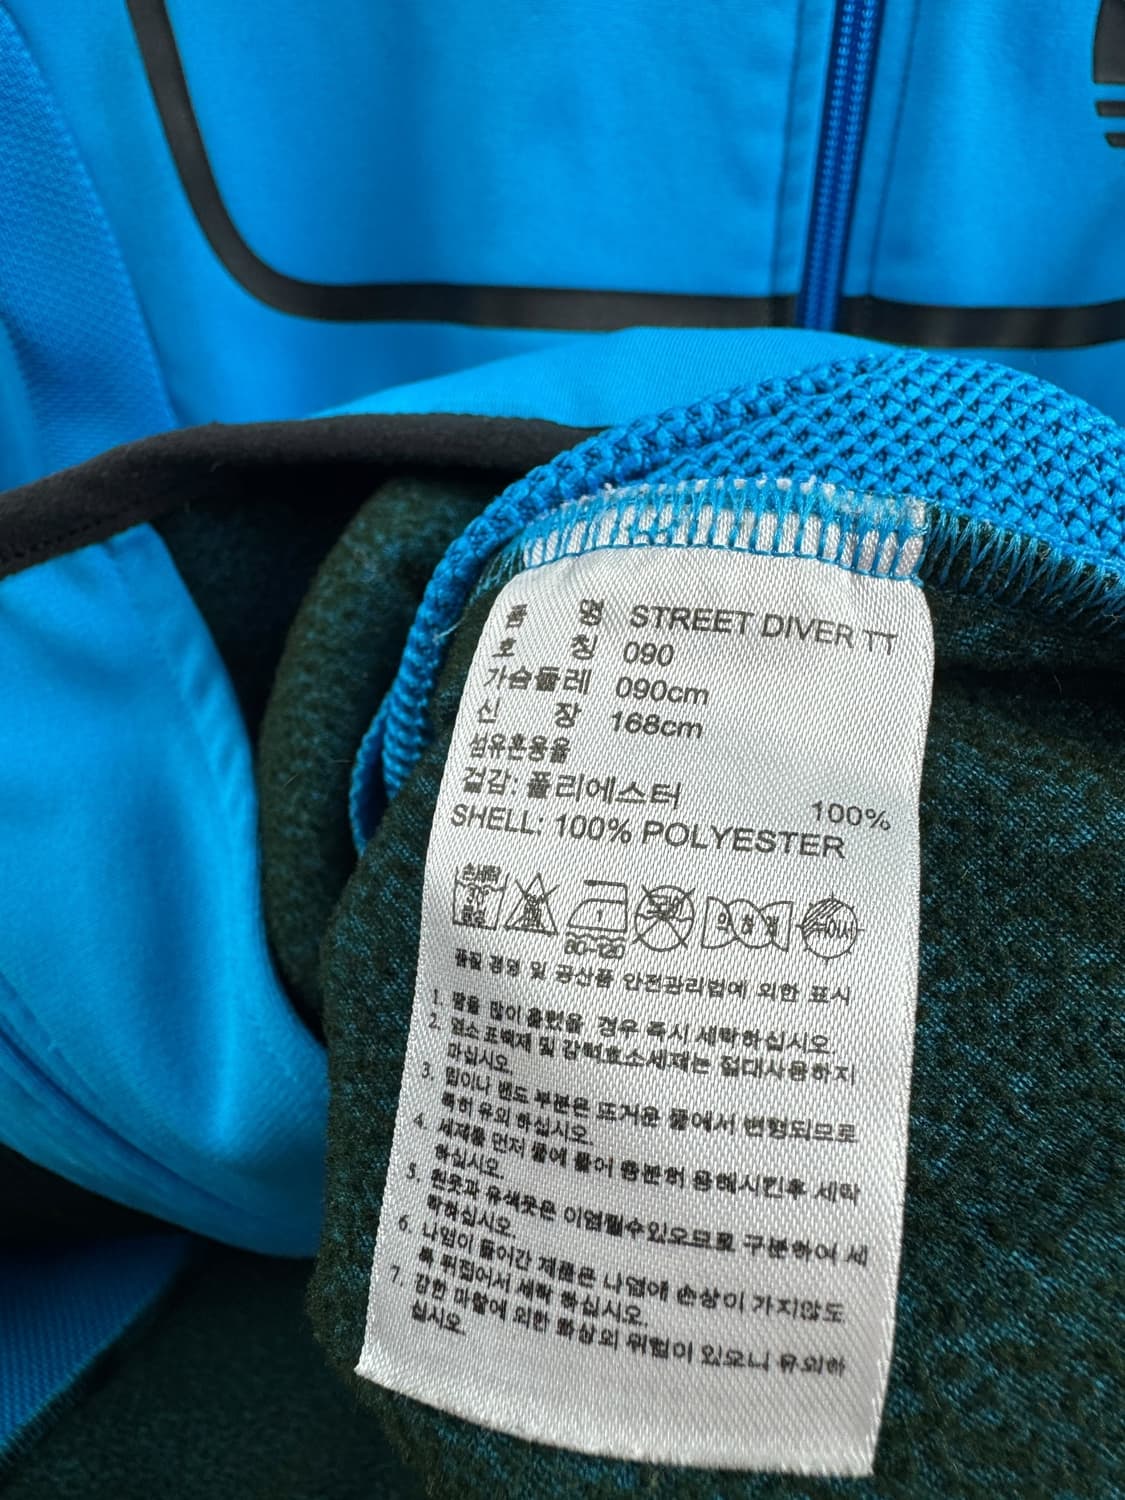 품 명 STREET DIVER TT
호 칭 090
가슴둘레 090cm
신 장 168cm
섬유혼용율
겉감: 폴리에스터 100%
SHELL: 100% POLYESTER
품질 경영 및 공산품 안전관리법에 의한 표시
1. 땀을 많이 흘렸을 경우 즉시 세탁하십시오.
2. 염소 표백제 및 강력효소세제는 절대사용하지
마십시오.
3. 힙이나 밴드 부분은 뜨거운 물에서 변형되므로
특히 유의 하십시오.
4. 세제를 먼저 물에 풀어 충분히 용해시킨후 세탁
하십시오.
5. 흰옷과 유색옷은 이염될수있오므로 구분하여 세
탁하십시오.
6. 나염이 들어간 제품은 나염에 손상이 가지않도
록 뒤집어서 세탁 하십시오.
7. 강한 마찰에 의한 화상의 위험이 있오니 유의하
십시오.